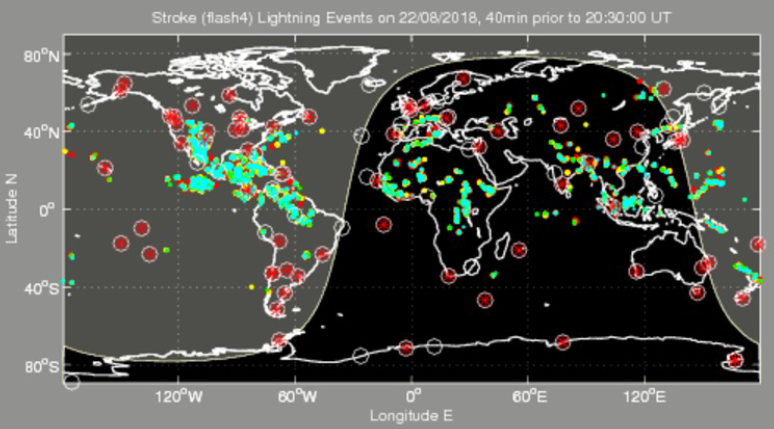 Stroke (flash4) Lightning Events on 22/08/2018, 40min prior to 20:30:00 UT
80°N
40°N
0°
40°S
80°S
Latitude N
120°W
60°W
0°
60°E
120°E
Longitude E